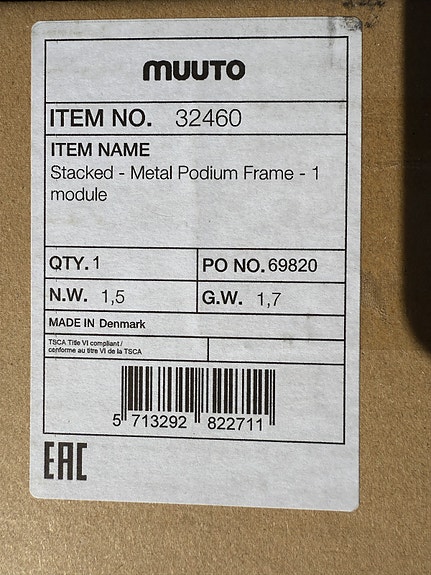 muuto
ITEM NO. 32460
ITEM NAME
Stacked - Metal Podium Frame - 1
module
QTY. 1 PO NO. 69820
N.W. 1,5 G.W. 1,7
MADE IN Denmark
TSCA Title VI compliant /
conforme au titre VI de la TSCA
5 713292 822711
EAC